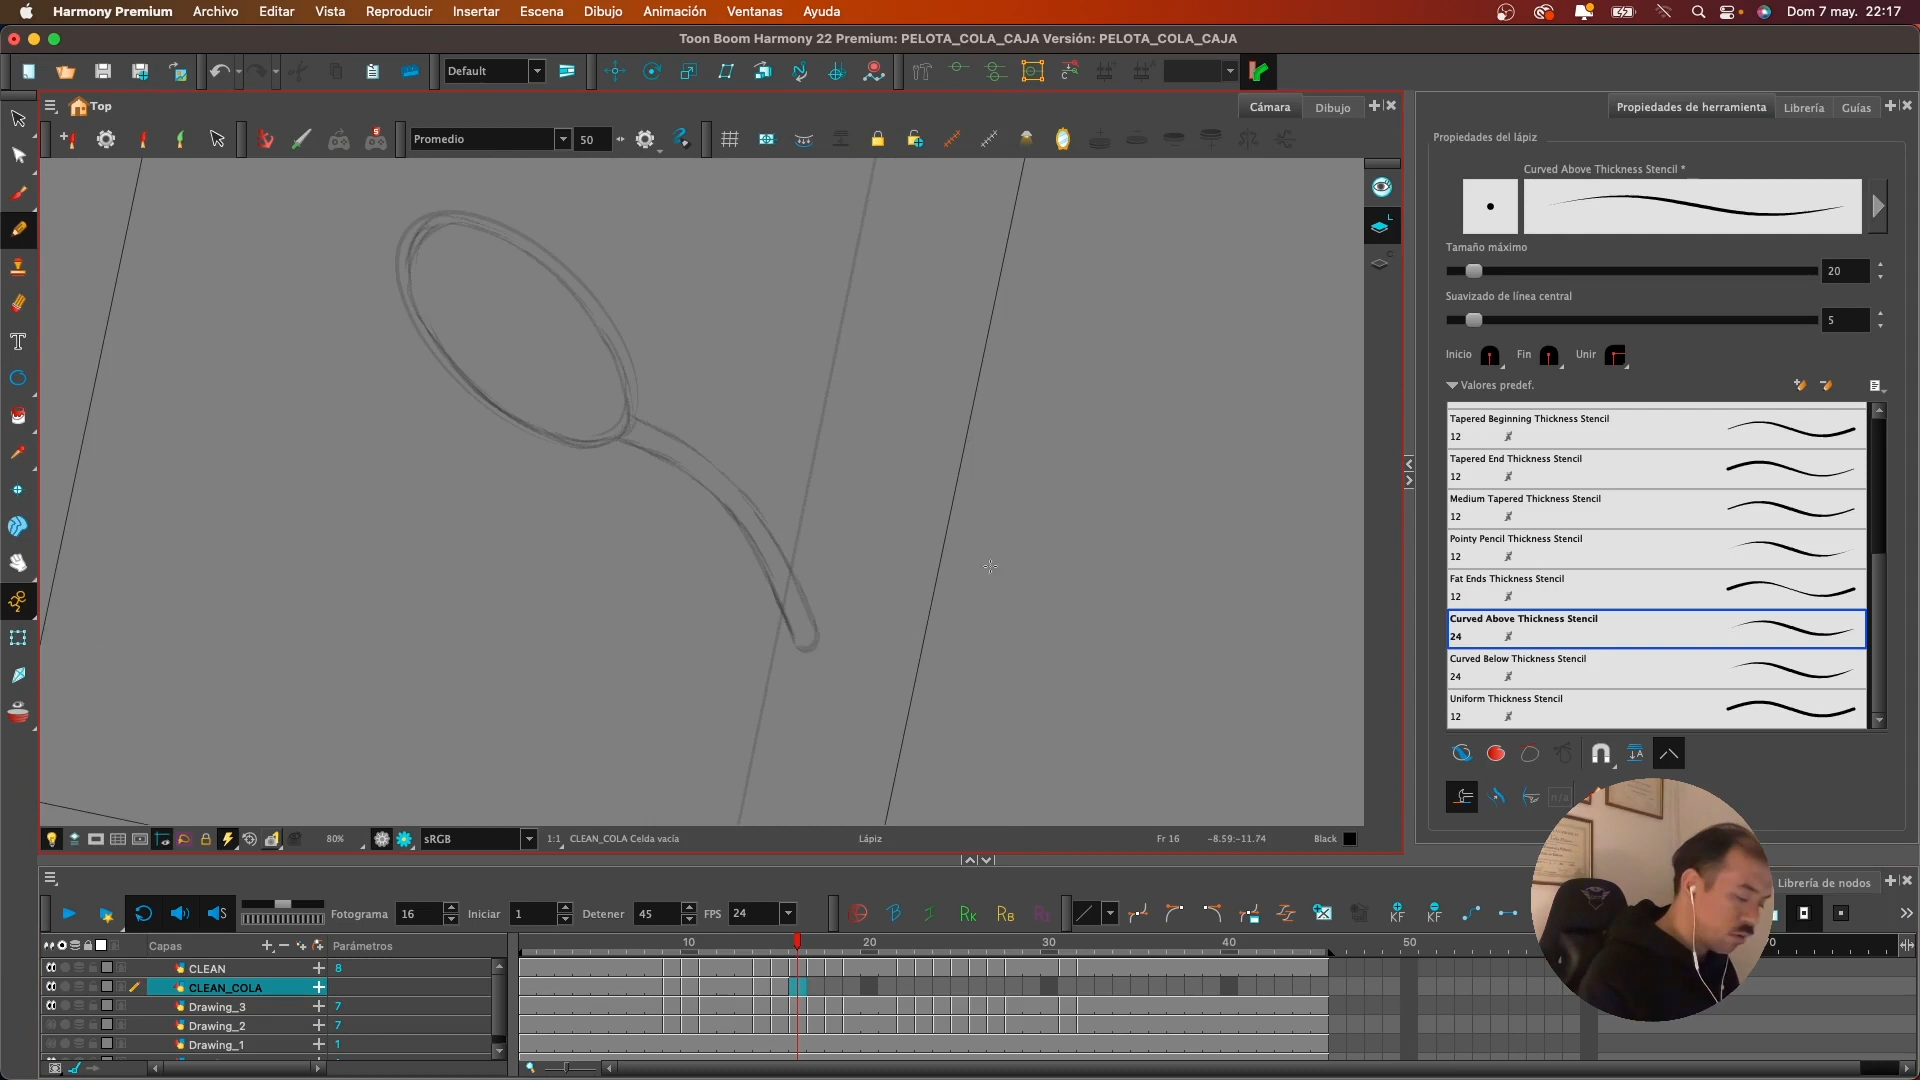 Harmony Premium Archivo Editar Vista Reproducir Insertar Escena Dibujo Animación Ventanas Ayuda Dom 7 may. 22:17
Toon Boom Harmony 22 Premium: PELOTA_COLA_CAJA Versión: PELOTA_COLA_CAJA
Default
Top
Cámara Dibujo
Propiedades de herramienta Librería Guías
Promedio 50
Propiedades del lápiz
Curved Above Thickness Stencil *
Tamaño máximo
20
Suavizado de línea central
5
Inicio Fin Unir
Valores predef.
Tapered Beginning Thickness Stencil
12
Tapered End Thickness Stencil
12
Medium Tapered Thickness Stencil
12
Pointy Pencil Thickness Stencil
12
Fat Ends Thickness Stencil
12
Curved Above Thickness Stencil
24
Curved Below Thickness Stencil
24
Uniform Thickness Stencil
12
n/a
80% sRGB 1:1 CLEAN_COLA Celda vacía Lápiz Fr 16 -8.59:-11.74 Black
Librería de nodos
Fotograma 16 Iniciar 1 Detener 45 FPS 24
KF KF
Capas Parámetros
10 20 30 40 50 70
CLEAN 8
CLEAN_COLA
Drawing_3 7
Drawing_2 7
Drawing_1 1